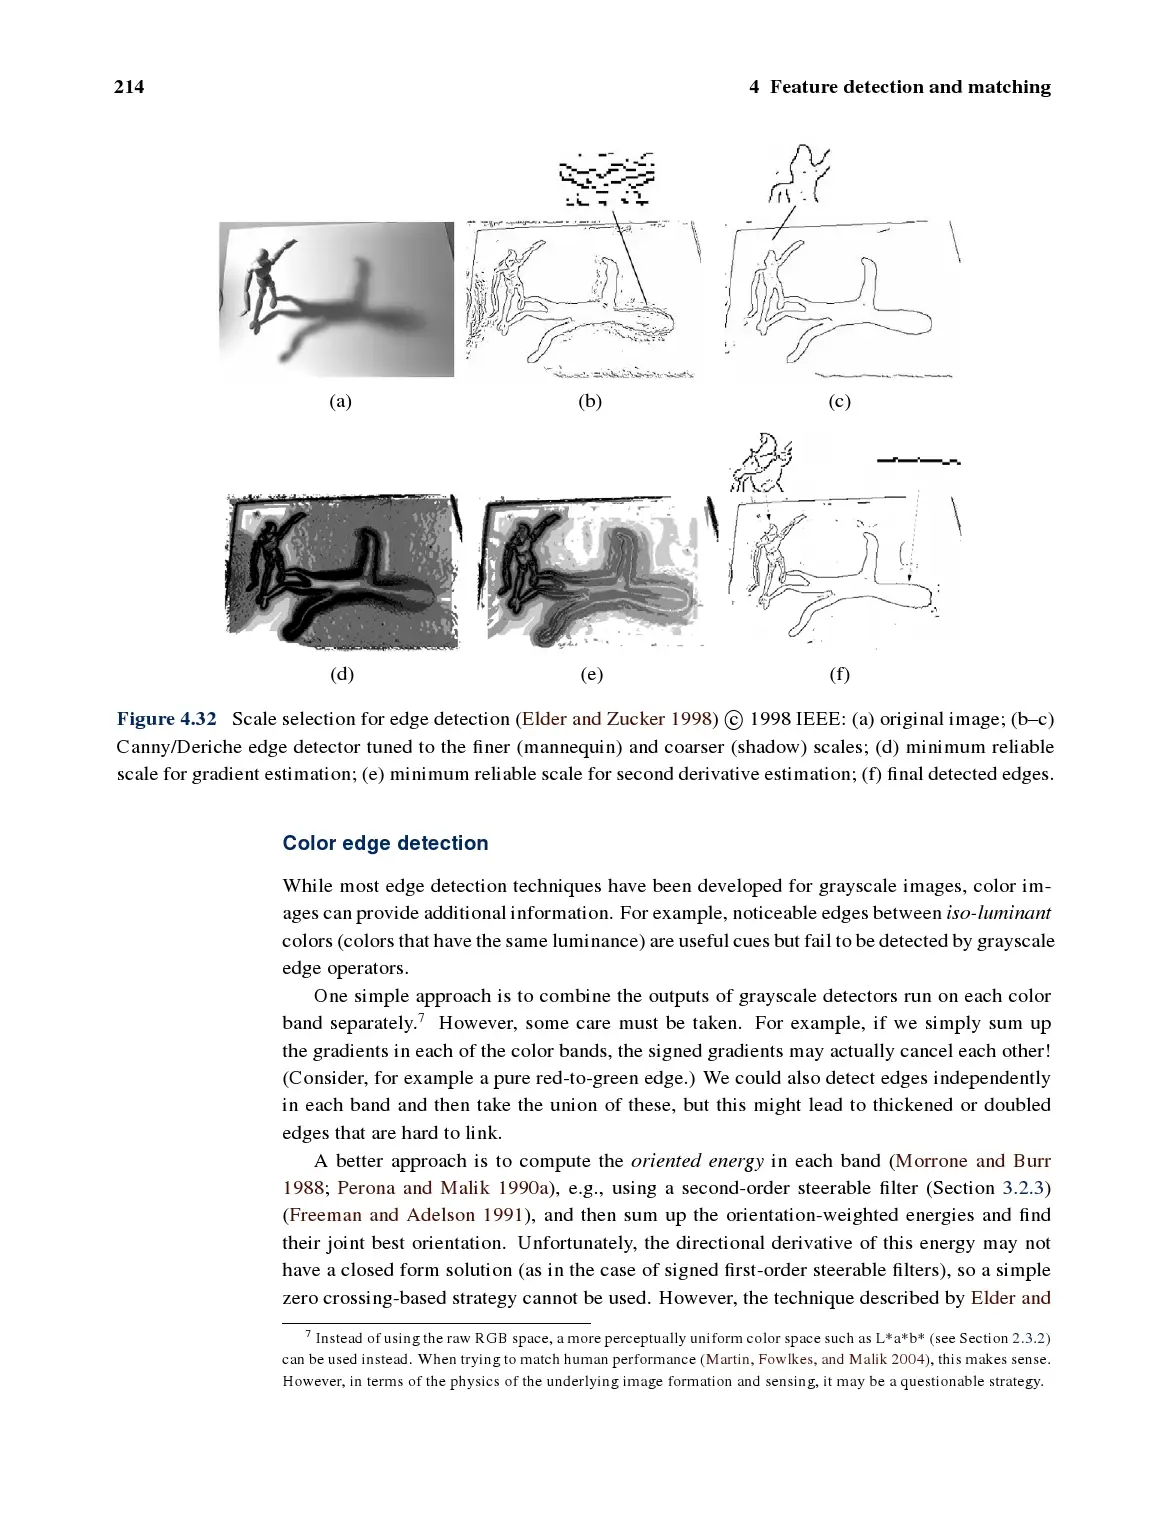 214
4 Feature detection and matching
(a)
(b)
(c)
(d)
(e)
(f)
Figure 4.32 Scale selection for edge detection (Elder and Zucker 1998) © 1998 IEEE: (a) original image; (b–c)
Canny/Deriche edge detector tuned to the finer (mannequin) and coarser (shadow) scales; (d) minimum reliable
scale for gradient estimation; (e) minimum reliable scale for second derivative estimation; (f) final detected edges.
Color edge detection
While most edge detection techniques have been developed for grayscale images, color im-
ages can provide additional information. For example, noticeable edges between iso-luminant
colors (colors that have the same luminance) are useful cues but fail to be detected by grayscale
edge operators.
One simple approach is to combine the outputs of grayscale detectors run on each color
band separately.7 However, some care must be taken. For example, if we simply sum up
the gradients in each of the color bands, the signed gradients may actually cancel each other!
(Consider, for example a pure red-to-green edge.) We could also detect edges independently
in each band and then take the union of these, but this might lead to thickened or doubled
edges that are hard to link.
A better approach is to compute the oriented energy in each band (Morrone and Burr
1988; Perona and Malik 1990a), e.g., using a second-order steerable filter (Section 3.2.3)
(Freeman and Adelson 1991), and then sum up the orientation-weighted energies and find
their joint best orientation. Unfortunately, the directional derivative of this energy may not
have a closed form solution (as in the case of signed first-order steerable filters), so a simple
zero crossing-based strategy cannot be used. However, the technique described by Elder and
7 Instead of using the raw RGB space, a more perceptually uniform color space such as L*a*b* (see Section 2.3.2)
can be used instead. When trying to match human performance (Martin, Fowlkes, and Malik 2004), this makes sense.
However, in terms of the physics of the underlying image formation and sensing, it may be a questionable strategy.